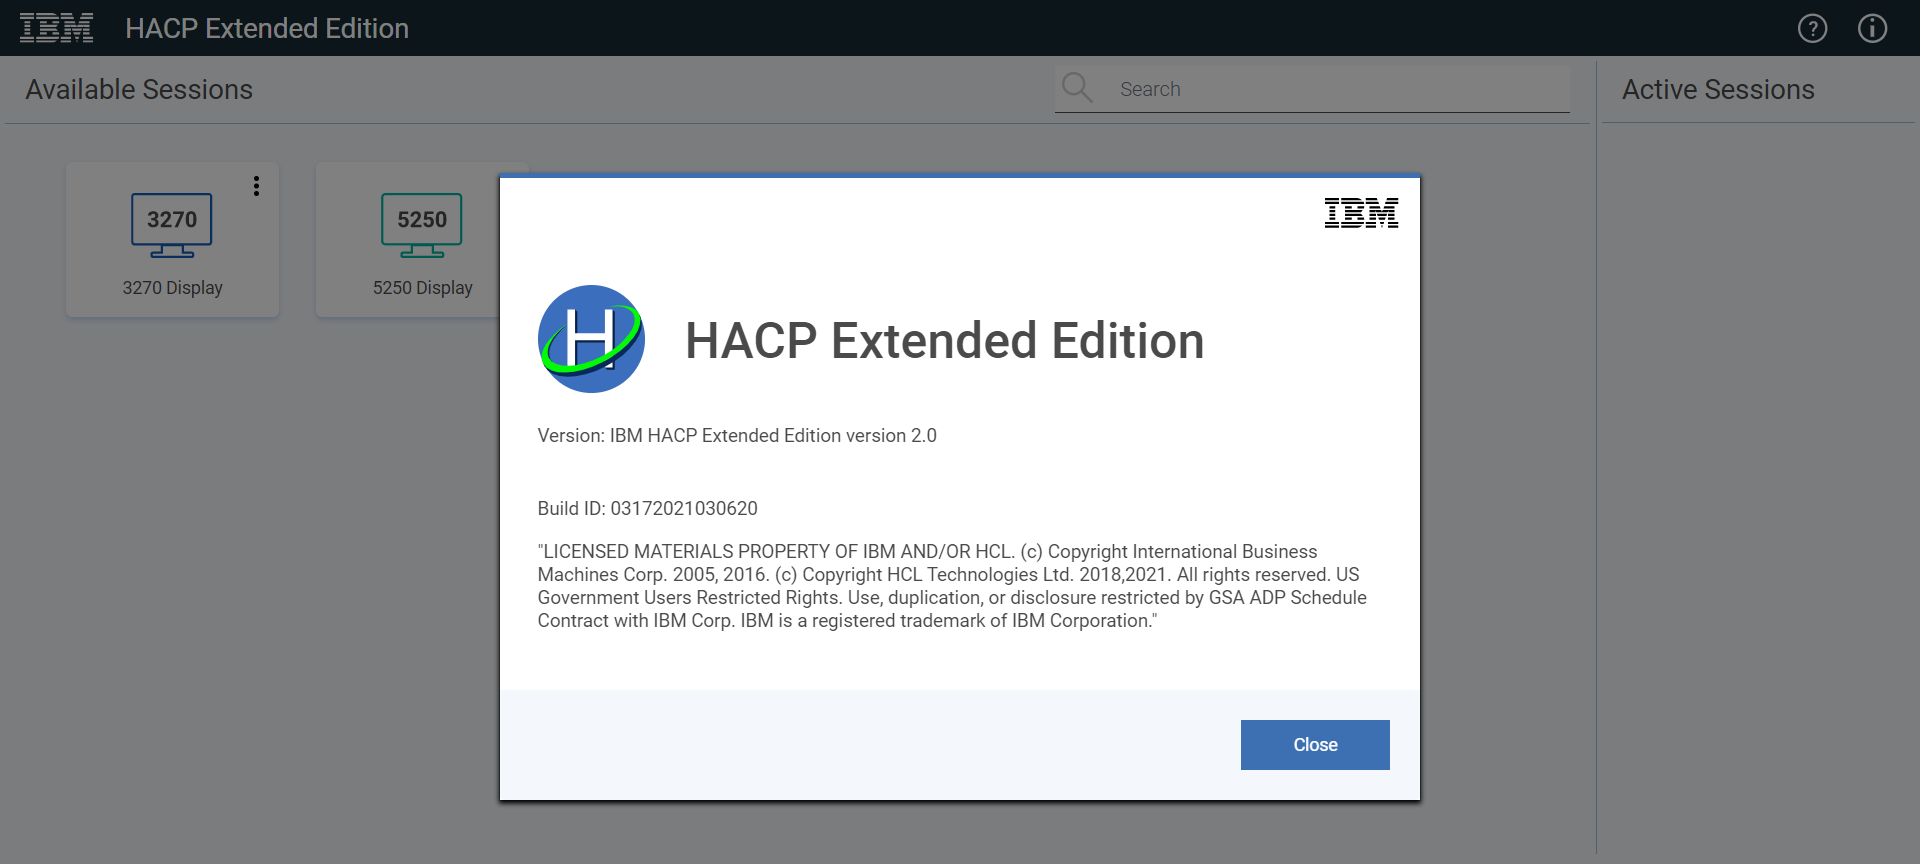 IBM HACP Extended Edition
Available Sessions
Search
Active Sessions
3270
3270 Display
5250
5250 Display
IBM
H
HACP Extended Edition
Version: IBM HACP Extended Edition version 2.0
Build ID: 03172021030620
"LICENSED MATERIALS PROPERTY OF IBM AND/OR HCL. (c) Copyright International Business
Machines Corp. 2005, 2016. (c) Copyright HCL Technologies Ltd. 2018,2021. All rights reserved. US
Government Users Restricted Rights. Use, duplication, or disclosure restricted by GSA ADP Schedule
Contract with IBM Corp. IBM is a registered trademark of IBM Corporation."
Close